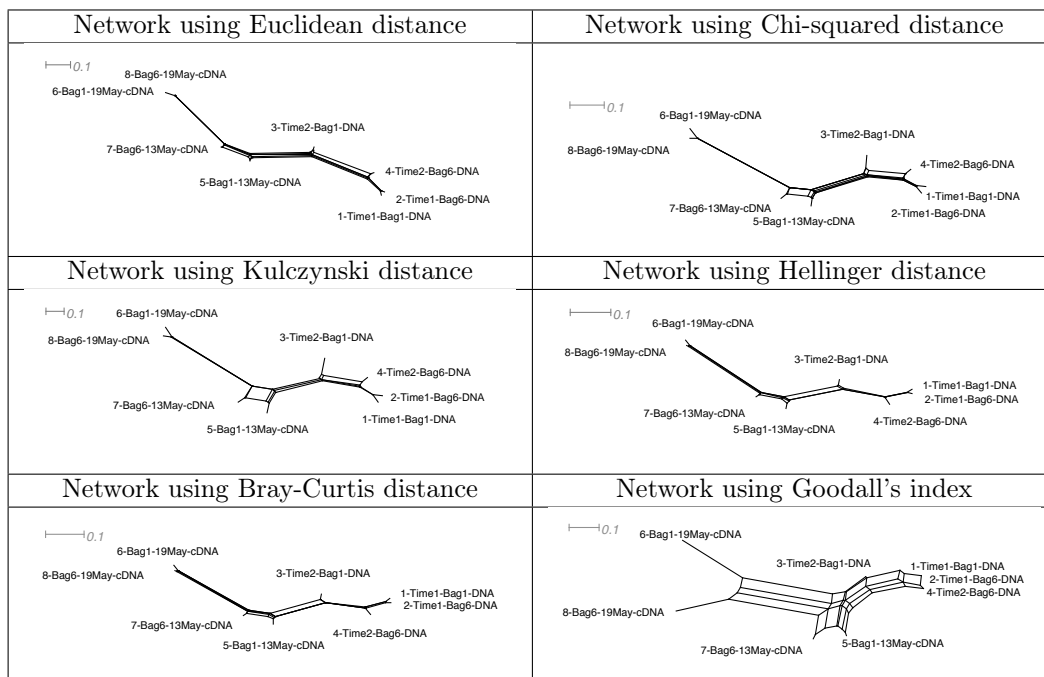 Network using Euclidean distance
0.1
8-Bag6-19May-cDNA
6-Bag1-19May-cDNA
3-Time2-Bag1-DNA
7-Bag6-13May-cDNA
5-Bag1-13May-cDNA
4-Time2-Bag6-DNA
2-Time1-Bag6-DNA
1-Time1-Bag1-DNA
Network using Chi-squared distance
0.1
6-Bag1-19May-cDNA
8-Bag6-19May-cDNA
3-Time2-Bag1-DNA
4-Time2-Bag6-DNA
1-Time1-Bag1-DNA
7-Bag6-13May-cDNA
2-Time1-Bag6-DNA
5-Bag1-13May-cDNA
Network using Kulczynski distance
0.1
6-Bag1-19May-cDNA
8-Bag6-19May-cDNA
3-Time2-Bag1-DNA
4-Time2-Bag6-DNA
2-Time1-Bag6-DNA
7-Bag6-13May-cDNA
1-Time1-Bag1-DNA
5-Bag1-13May-cDNA
Network using Hellinger distance
0.1
6-Bag1-19May-cDNA
8-Bag6-19May-cDNA
3-Time2-Bag1-DNA
1-Time1-Bag1-DNA
2-Time1-Bag6-DNA
7-Bag6-13May-cDNA
4-Time2-Bag6-DNA
5-Bag1-13May-cDNA
Network using Bray-Curtis distance
0.1
6-Bag1-19May-cDNA
8-Bag6-19May-cDNA
3-Time2-Bag1-DNA
1-Time1-Bag1-DNA
2-Time1-Bag6-DNA
7-Bag6-13May-cDNA
4-Time2-Bag6-DNA
5-Bag1-13May-cDNA
Network using Goodall's index
0.1
6-Bag1-19May-cDNA
3-Time2-Bag1-DNA
1-Time1-Bag1-DNA
2-Time1-Bag6-DNA
4-Time2-Bag6-DNA
8-Bag6-19May-cDNA
5-Bag1-13May-cDNA
7-Bag6-13May-cDNA